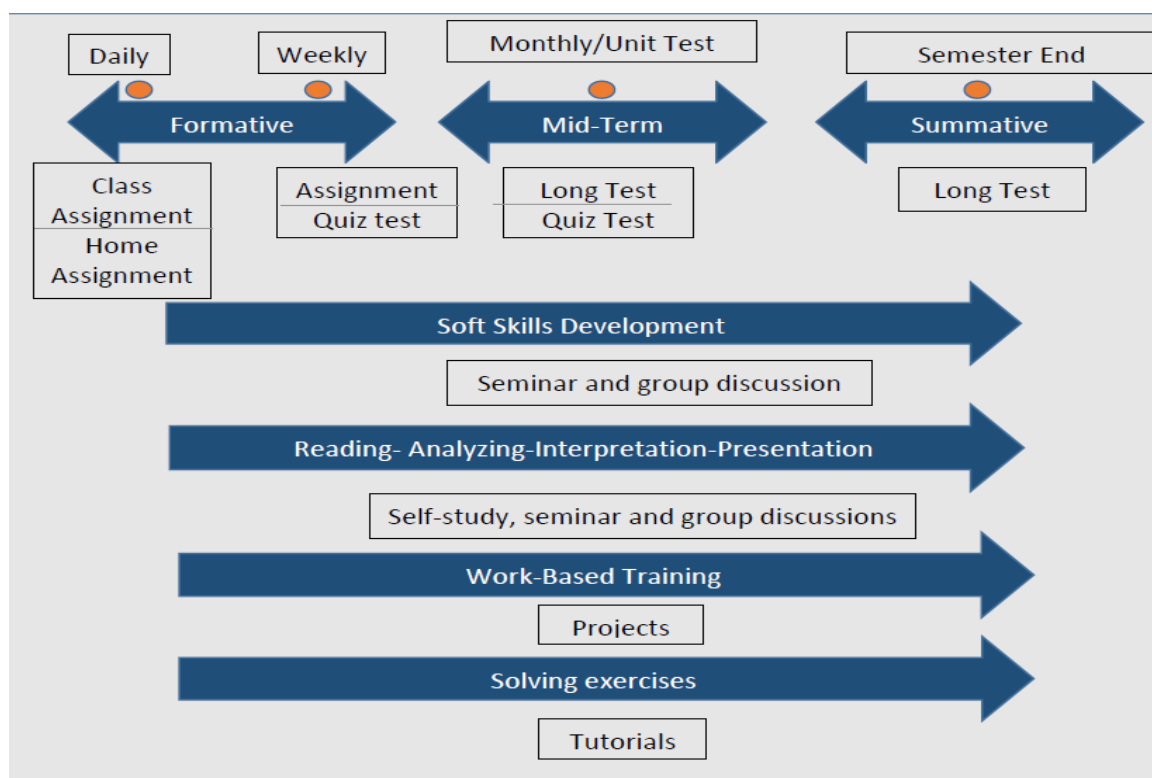 Daily
Weekly
Monthly/Unit Test
Semester End
Formative
Mid-Term
Summative
Class
Assignment
Home
Assignment
Assignment
Quiz test
Long Test
Quiz Test
Long Test
Soft Skills Development
Seminar and group discussion
Reading- Analyzing-Interpretation-Presentation
Self-study, seminar and group discussions
Work-Based Training
Projects
Solving exercises
Tutorials